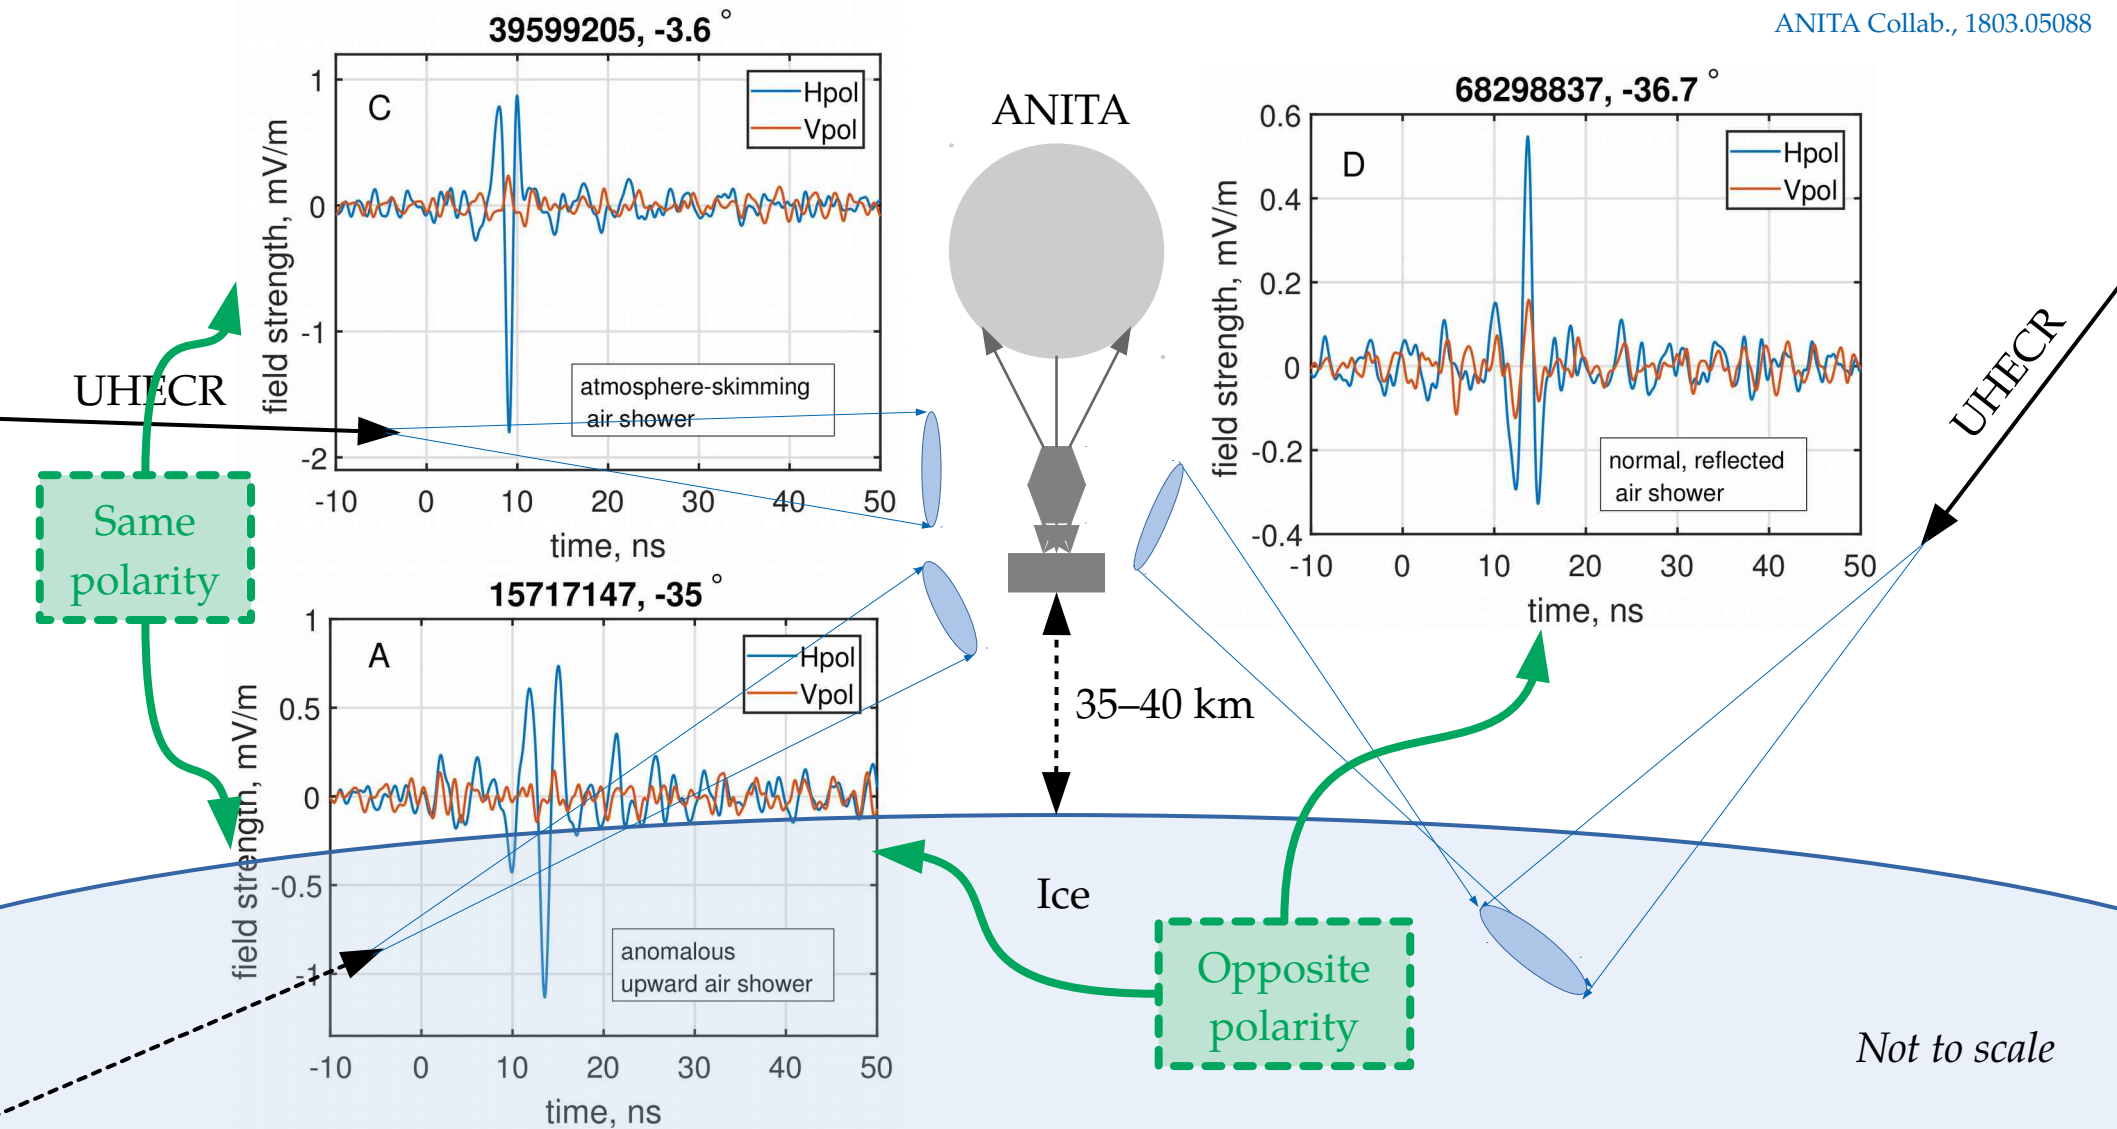 ANITA Collab., 1803.05088
39599205, -3.6 °
C
Hpol
Vpol
field strength, mV/m
1
0
-1
-2
atmosphere-skimming
air shower
-10 0 10 20 30 40 50
time, ns
UHECR
Same
polarity
15717147, -35 °
A
Hpol
Vpol
field strength, mV/m
1
0.5
0
-0.5
-1
anomalous
upward air shower
-10 0 10 20 30 40 50
time, ns
ANITA
35–40 km
Ice
68298837, -36.7 °
D
Hpol
Vpol
field strength, mV/m
0.6
0.4
0.2
0
-0.2
-0.4
normal, reflected
air shower
-10 0 10 20 30 40 50
time, ns
UHECR
Opposite
polarity
Not to scale